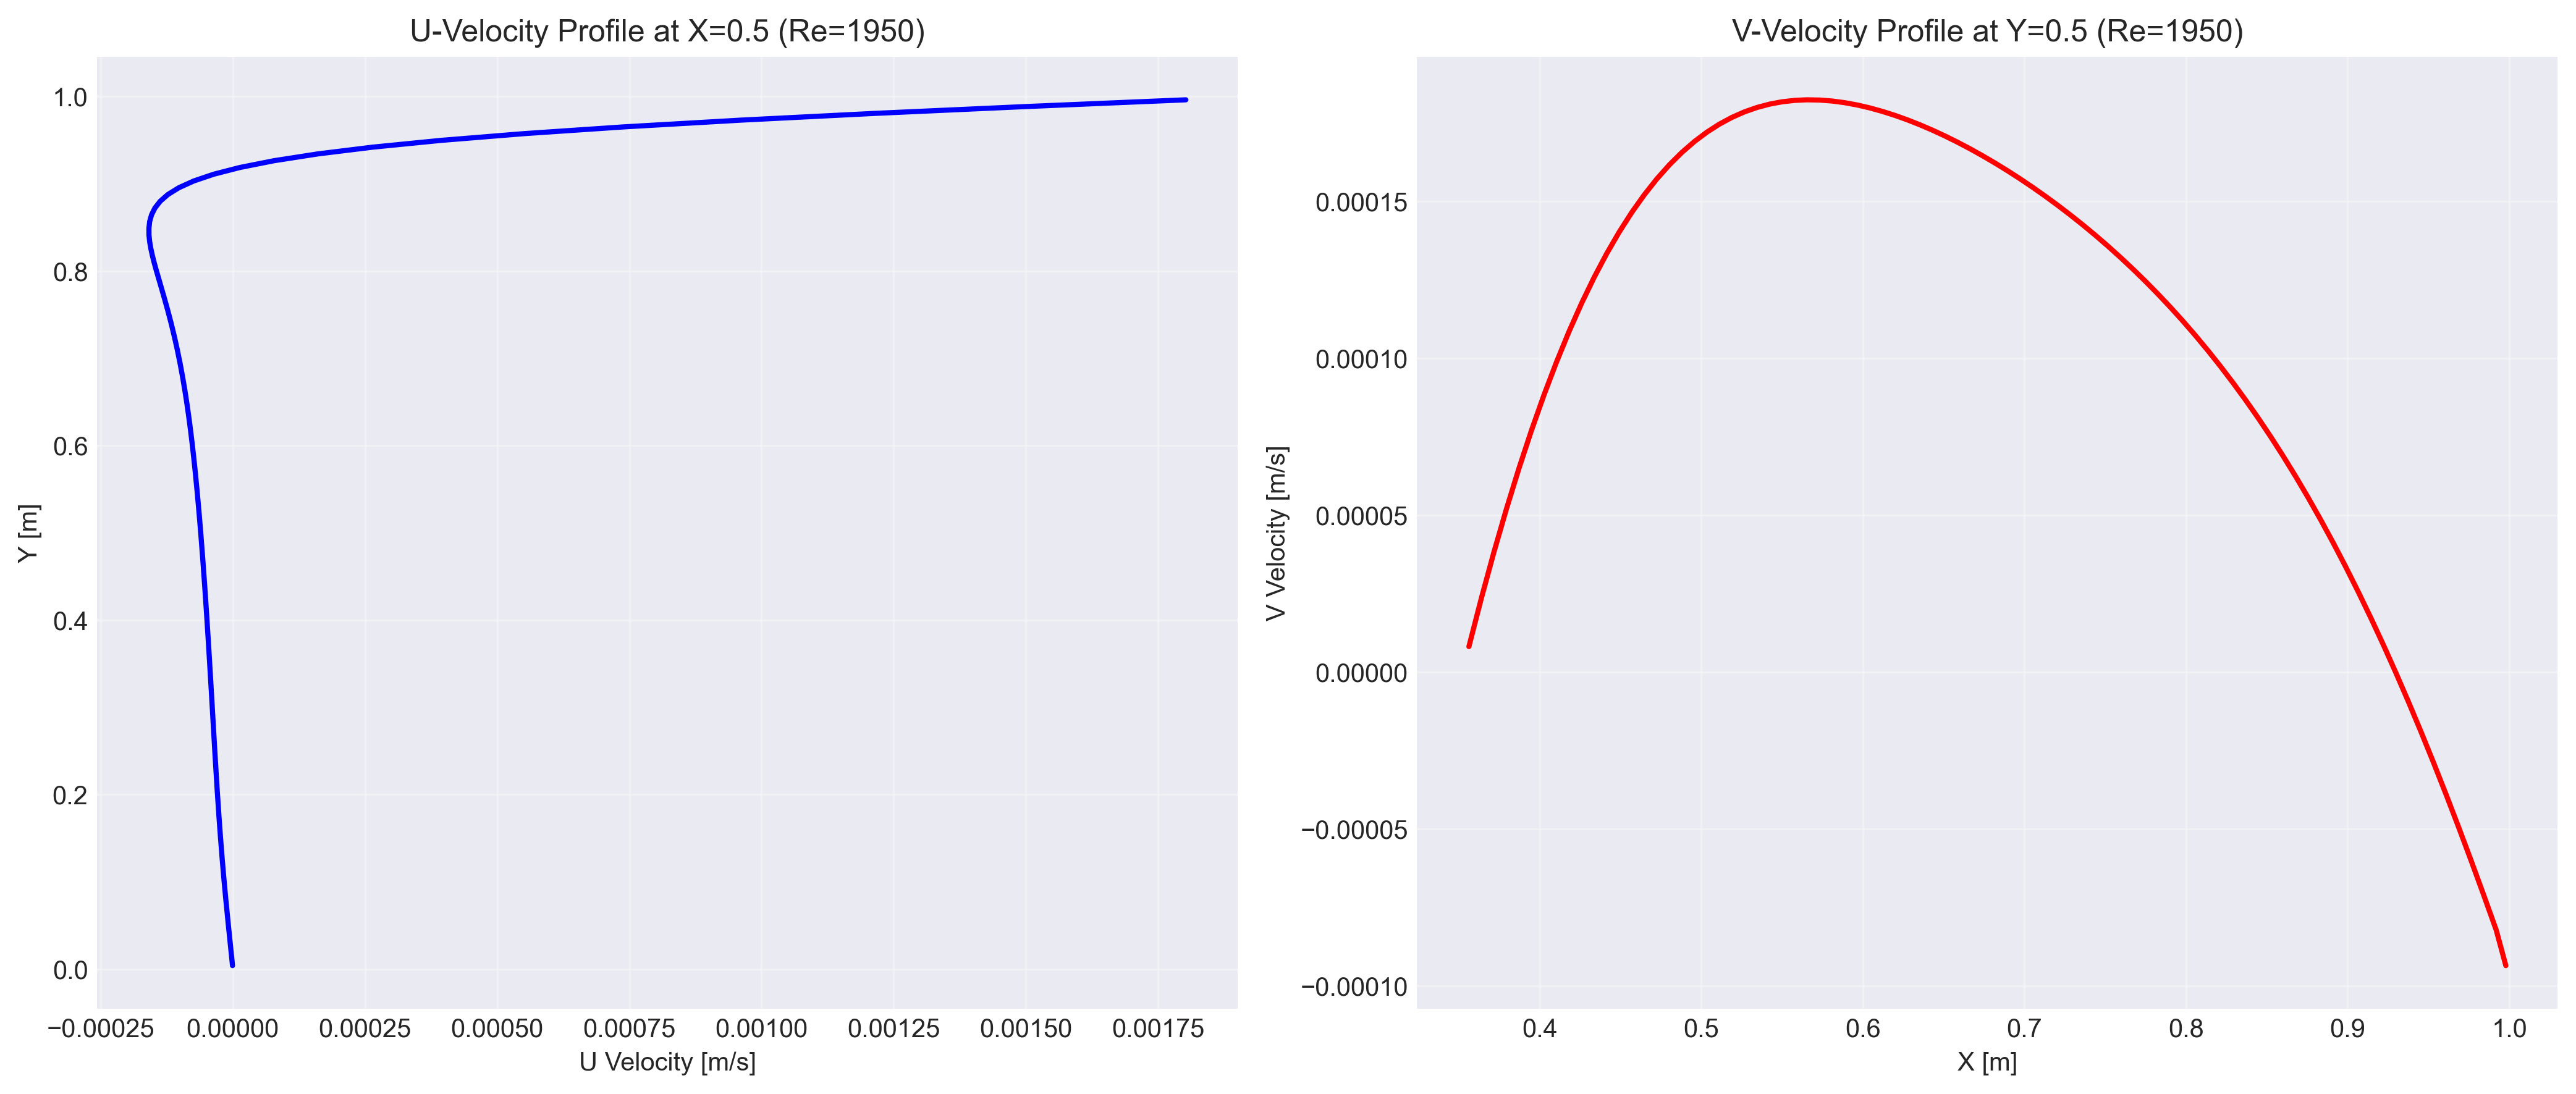 U-Velocity Profile at X=0.5 (Re=1950)
1.0
0.8
0.6
0.4
0.2
0.0
Y [m]
−0.00025 0.00000 0.00025 0.00050 0.00075 0.00100 0.00125 0.00150 0.00175
U Velocity [m/s]
V-Velocity Profile at Y=0.5 (Re=1950)
0.00015
0.00010
0.00005
0.00000
−0.00005
−0.00010
V Velocity [m/s]
0.4 0.5 0.6 0.7 0.8 0.9 1.0
X [m]